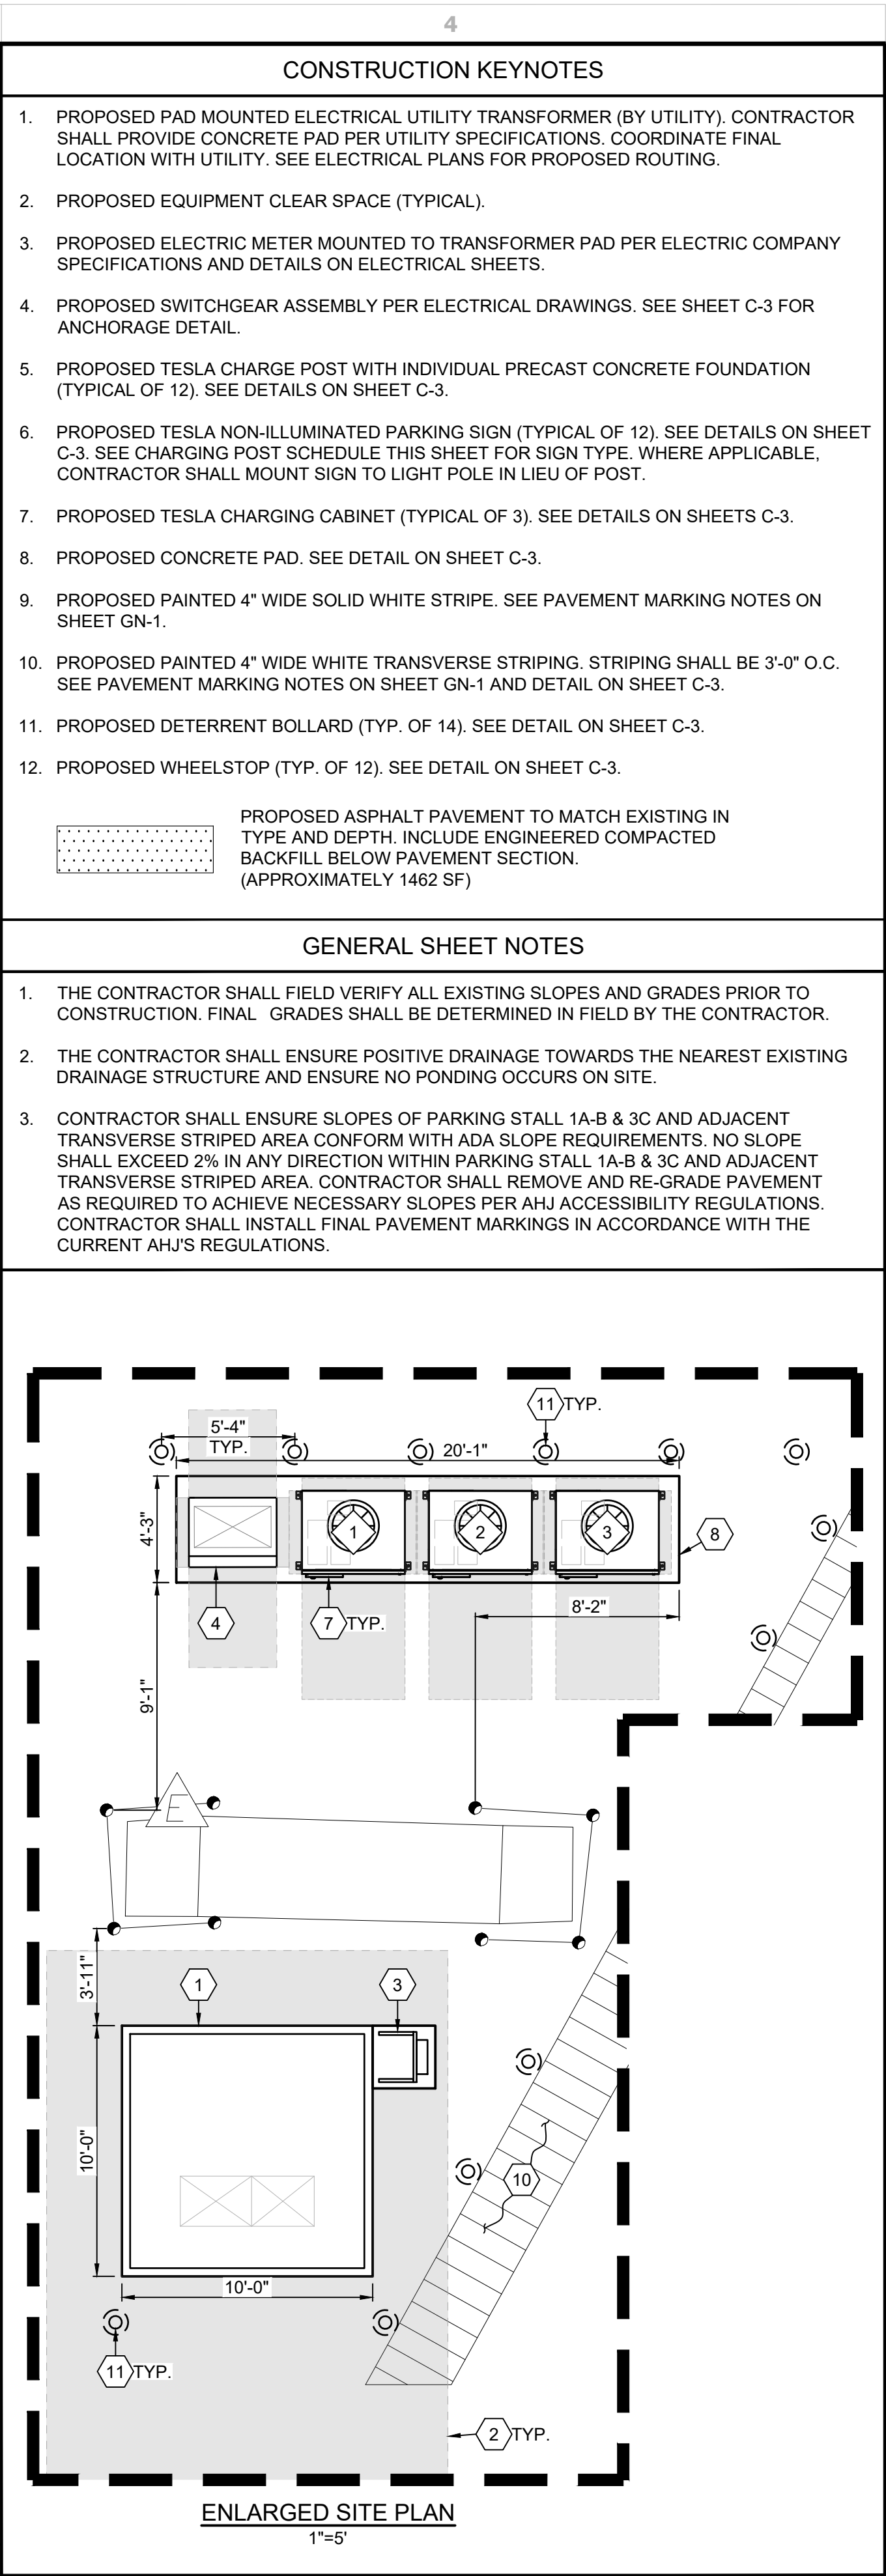 4
CONSTRUCTION KEYNOTES
1. PROPOSED PAD MOUNTED ELECTRICAL UTILITY TRANSFORMER (BY UTILITY). CONTRACTOR
SHALL PROVIDE CONCRETE PAD PER UTILITY SPECIFICATIONS. COORDINATE FINAL
LOCATION WITH UTILITY. SEE ELECTRICAL PLANS FOR PROPOSED ROUTING.
2. PROPOSED EQUIPMENT CLEAR SPACE (TYPICAL).
3. PROPOSED ELECTRIC METER MOUNTED TO TRANSFORMER PAD PER ELECTRIC COMPANY
SPECIFICATIONS AND DETAILS ON ELECTRICAL SHEETS.
4. PROPOSED SWITCHGEAR ASSEMBLY PER ELECTRICAL DRAWINGS. SEE SHEET C-3 FOR
ANCHORAGE DETAIL.
5. PROPOSED TESLA CHARGE POST WITH INDIVIDUAL PRECAST CONCRETE FOUNDATION
(TYPICAL OF 12). SEE DETAILS ON SHEET C-3.
6. PROPOSED TESLA NON-ILLUMINATED PARKING SIGN (TYPICAL OF 12). SEE DETAILS ON SHEET
C-3. SEE CHARGING POST SCHEDULE THIS SHEET FOR SIGN TYPE. WHERE APPLICABLE,
CONTRACTOR SHALL MOUNT SIGN TO LIGHT POLE IN LIEU OF POST.
7. PROPOSED TESLA CHARGING CABINET (TYPICAL OF 3). SEE DETAILS ON SHEETS C-3.
8. PROPOSED CONCRETE PAD. SEE DETAIL ON SHEET C-3.
9. PROPOSED PAINTED 4" WIDE SOLID WHITE STRIPE. SEE PAVEMENT MARKING NOTES ON
SHEET GN-1.
10. PROPOSED PAINTED 4" WIDE WHITE TRANSVERSE STRIPING. STRIPING SHALL BE 3'-0" O.C.
SEE PAVEMENT MARKING NOTES ON SHEET GN-1 AND DETAIL ON SHEET C-3.
11. PROPOSED DETERRENT BOLLARD (TYP. OF 14). SEE DETAIL ON SHEET C-3.
12. PROPOSED WHEELSTOP (TYP. OF 12). SEE DETAIL ON SHEET C-3.
PROPOSED ASPHALT PAVEMENT TO MATCH EXISTING IN
TYPE AND DEPTH. INCLUDE ENGINEERED COMPACTED
BACKFILL BELOW PAVEMENT SECTION.
(APPROXIMATELY 1462 SF)
GENERAL SHEET NOTES
1. THE CONTRACTOR SHALL FIELD VERIFY ALL EXISTING SLOPES AND GRADES PRIOR TO
CONSTRUCTION. FINAL GRADES SHALL BE DETERMINED IN FIELD BY THE CONTRACTOR.
2. THE CONTRACTOR SHALL ENSURE POSITIVE DRAINAGE TOWARDS THE NEAREST EXISTING
DRAINAGE STRUCTURE AND ENSURE NO PONDING OCCURS ON SITE.
3. CONTRACTOR SHALL ENSURE SLOPES OF PARKING STALL 1A-B & 3C AND ADJACENT
TRANSVERSE STRIPED AREA CONFORM WITH ADA SLOPE REQUIREMENTS. NO SLOPE
SHALL EXCEED 2% IN ANY DIRECTION WITHIN PARKING STALL 1A-B & 3C AND ADJACENT
TRANSVERSE STRIPED AREA. CONTRACTOR SHALL REMOVE AND RE-GRADE PAVEMENT
AS REQUIRED TO ACHIEVE NECESSARY SLOPES PER AHJ ACCESSIBILITY REGULATIONS.
CONTRACTOR SHALL INSTALL FINAL PAVEMENT MARKINGS IN ACCORDANCE WITH THE
CURRENT AHJ'S REGULATIONS.
11 TYP.
5'-4"
TYP.
20'-1"
4'-3"
1
2
3
8
4
7 TYP.
8'-2"
9'-1"
E
3'-11"
1
3
10'-0"
10
10'-0"
11 TYP.
2 TYP.
ENLARGED SITE PLAN
1"=5'